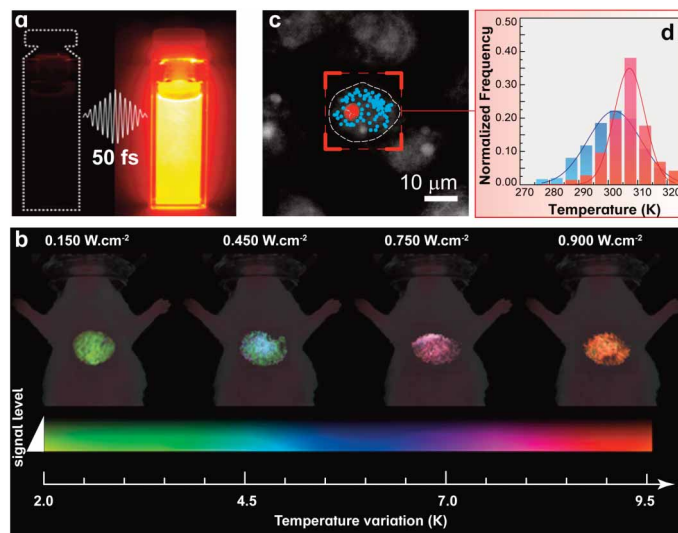 a
50 fs
c
10 μm
d
Normalized Frequency
0.50
0.40
0.30
0.20
0.10
0.00
270 280 290 300 310 320
Temperature (K)
b
0.150 W.cm-2 0.450 W.cm-2 0.750 W.cm-2 0.900 W.cm-2
signal level
2.0 4.5 7.0 9.5
Temperature variation (K)